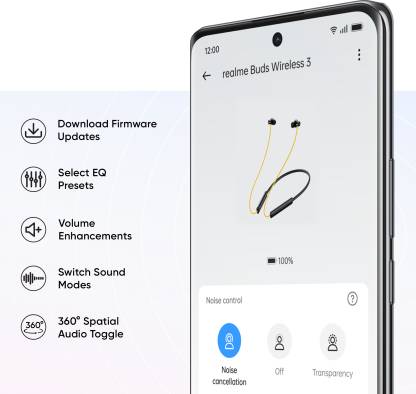 Download Firmware
Updates
Select EQ
Presets
Volume
Enhancements
Switch Sound
Modes
360°
360° Spatial
Audio Toggle
12:00
realme Buds Wireless 3
100%
Noise control
?
Noise
cancellation
Off
Transparency